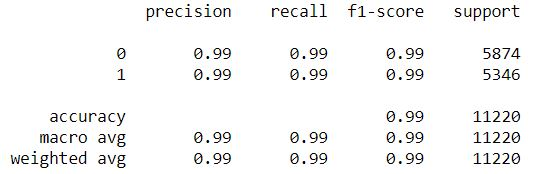 precision recall f1-score support
0 0.99 0.99 0.99 5874
1 0.99 0.99 0.99 5346
accuracy 0.99 11220
macro avg 0.99 0.99 0.99 11220
weighted avg 0.99 0.99 0.99 11220